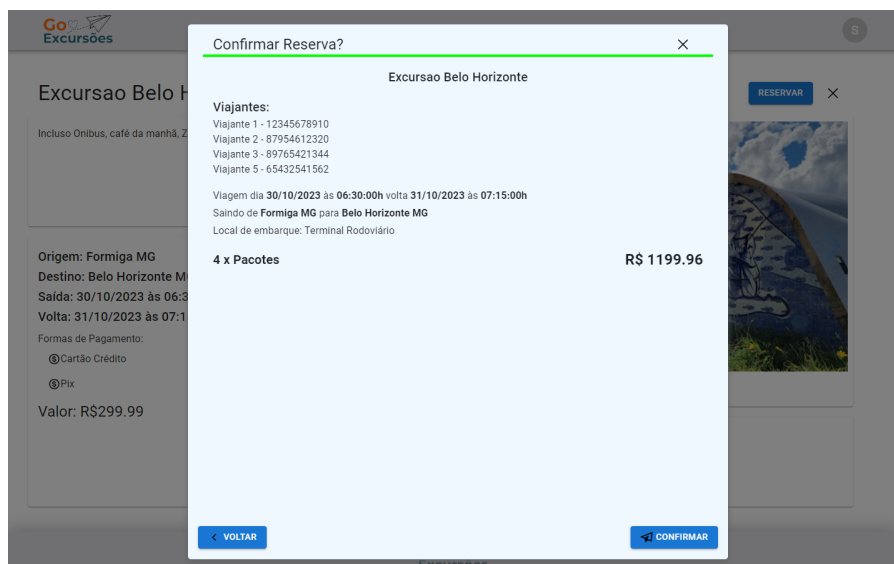 Go
Excursões
S
Confirmar Reserva?
Excursao Belo H
RESERVAR
Excursao Belo Horizonte
Viajantes:
Viajante 1 - 12345678910
Viajante 2 - 87954612320
Viajante 3 - 89765421344
Viajante 5 - 65432541562
Incluso Onibus, café da manhã, Z
Viagem dia 30/10/2023 às 06:30:00h volta 31/10/2023 às 07:15:00h
Saindo de Formiga MG para Belo Horizonte MG
Local de embarque: Terminal Rodoviário
4 x Pacotes R$ 1199.96
Origem: Formiga MG
Destino: Belo Horizonte M
Saída: 30/10/2023 às 06:3
Volta: 31/10/2023 às 07:1
Formas de Pagamento:
Cartão Crédito
Pix
Valor: R$299.99
VOLTAR
CONFIRMAR